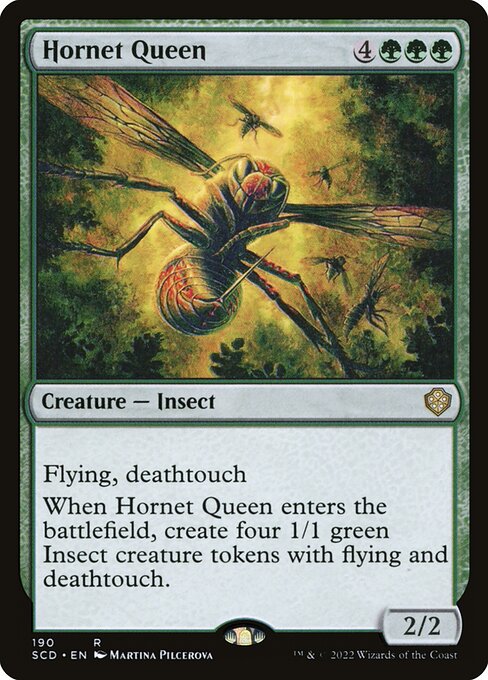 Hornet Queen 4
Creature — Insect
Flying, deathtouch
When Hornet Queen enters the
battlefield, create four 1/1 green
Insect creature tokens with flying and
deathtouch.
2/2
190 R
SCD • EN Martina Pilcerova
™ & © 2022 Wizards of the Coast